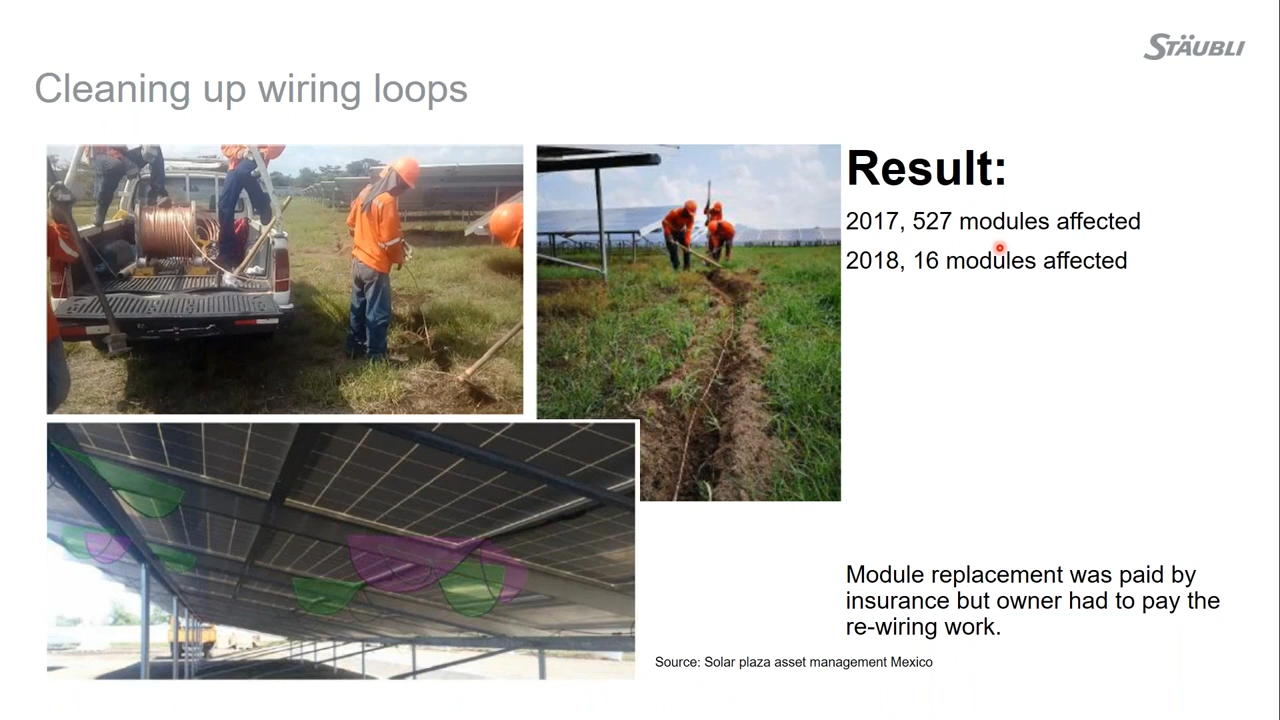 STÄUBLI
Cleaning up wiring loops
Result:
2017, 527 modules affected
2018, 16 modules affected
Module replacement was paid by
insurance but owner had to pay the
re-wiring work.
Source: Solar plaza asset management Mexico